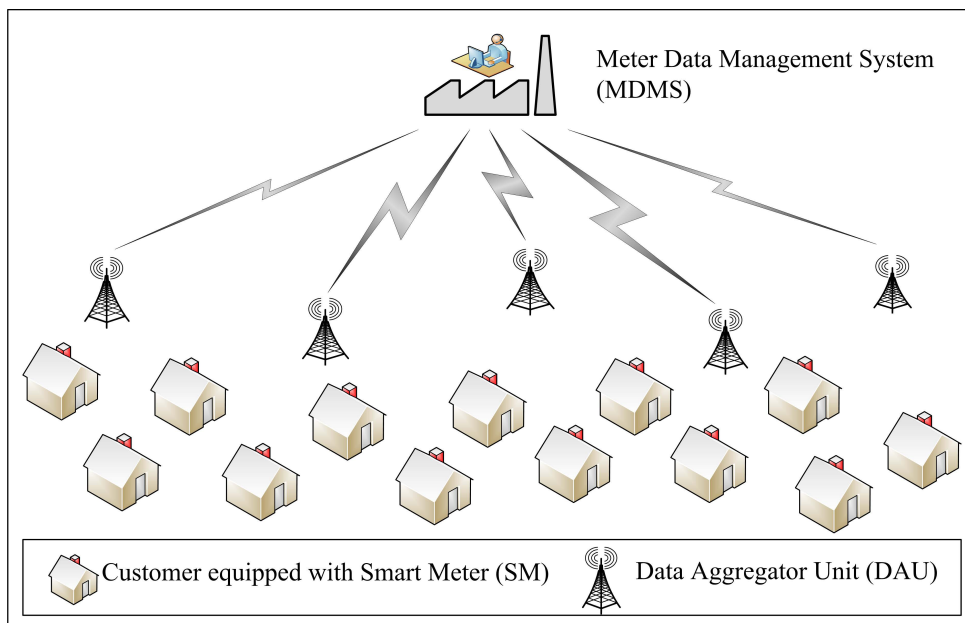 Meter Data Management System
(MDMS)
Customer equipped with Smart Meter (SM)
Data Aggregator Unit (DAU)